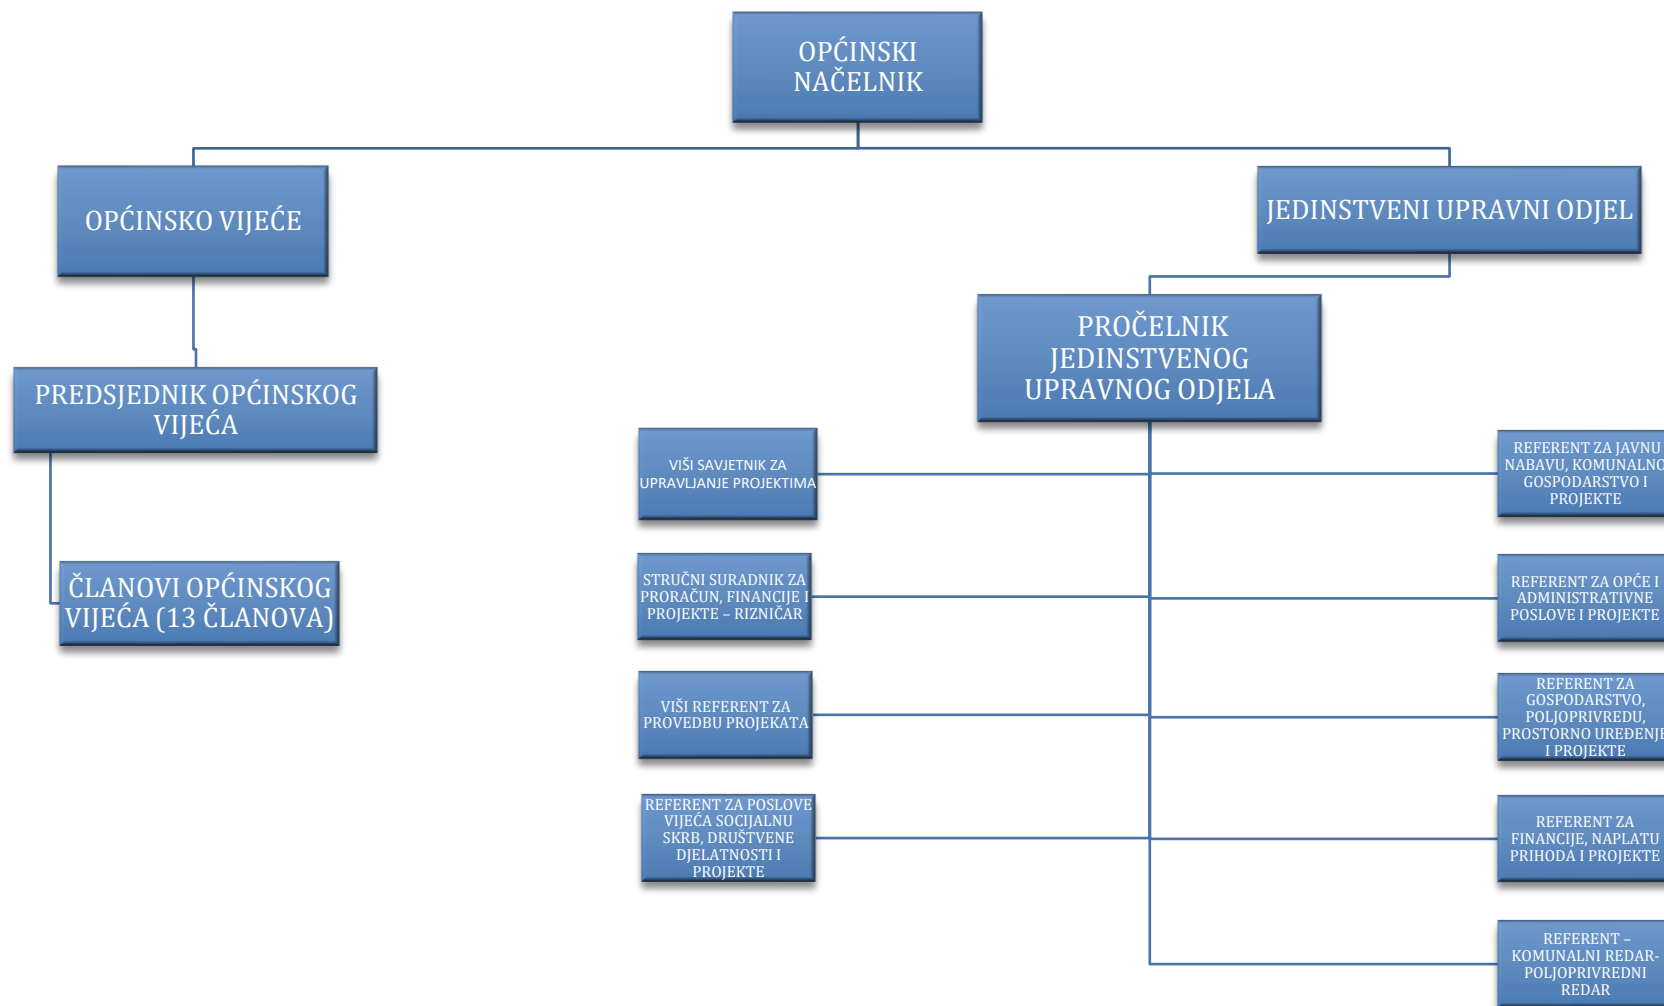 OPĆINSKI
NAČELNIK
OPĆINSKO VIJEĆE
JEDINSTVENI UPRAVNI ODJEL
PREDSJEDNIK OPĆINSKOG
VIJEĆA
PROČELNIK
JEDINSTVENOG
UPRAVNOG ODJELA
ČLANOVI OPĆINSKOG
VIJEĆA (13 ČLANOVA)
VIŠI SAVJETNIK ZA
UPRAVLJANJE PROJEKTIMA
STRUČNI SURADNIK ZA
PRORAČUN, FINANCIJE I
PROJEKTE – RIZNIČAR
VIŠI REFERENT ZA
PROVEDBU PROJEKATA
REFERENT ZA POSLOVE
VIJEĆA SOCIJALNU
SKRB, DRUŠTVENE
DJELATNOSTI I
PROJEKTE
REFERENT ZA JAVNU
NABAVU, KOMUNALNO
GOSPODARSTVO I
PROJEKTE
REFERENT ZA OPĆE I
ADMINISTRATIVNE
POSLOVE I PROJEKTE
REFERENT ZA
GOSPODARSTVO,
POLJOPRIVREDU,
PROSTORNO UREĐENJE
I PROJEKTE
REFERENT ZA
FINANCIJE, NAPLATU
PRIHODA I PROJEKTE
REFERENT –
KOMUNALNI REDAR-
POLJOPRIVREDNI
REDAR